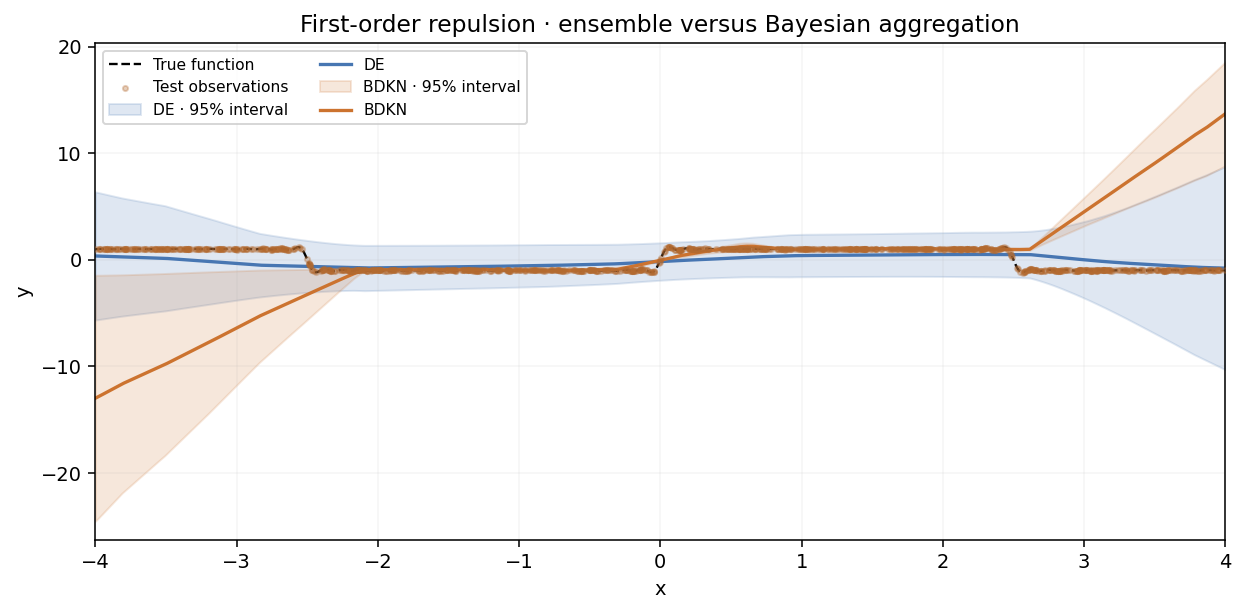 First-order repulsion · ensemble versus Bayesian aggregation
True function
Test observations
DE · 95% interval
DE
BDKN · 95% interval
BDKN
20
10
0
−10
−20
y
−4
−3
−2
−1
0
1
2
3
4
x